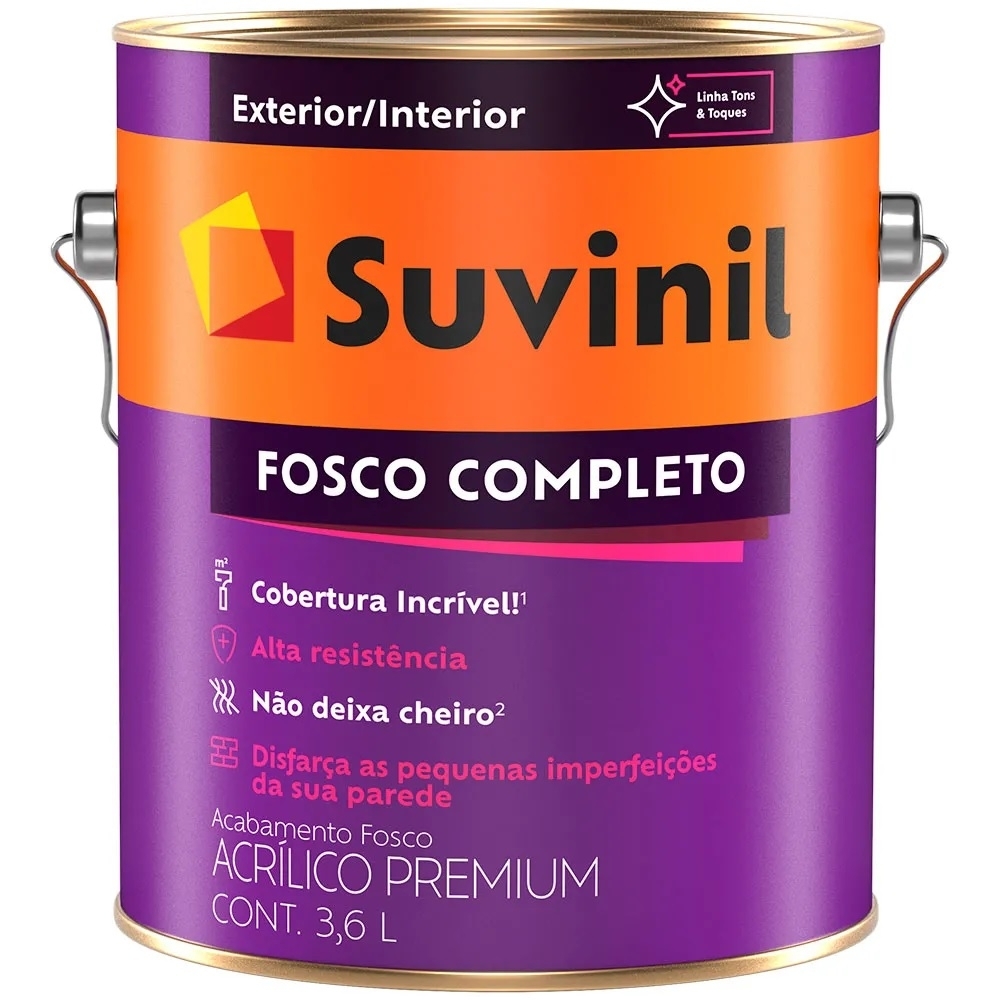 Exterior/Interior
Linha Tons
& Toques
Suvinil
FOSCO COMPLETO
m²
Cobertura Incrível!¹
Alta resistência
Não deixa cheiro²
Disfarça as pequenas imperfeições
da sua parede
Acabamento Fosco
ACRÍLICO PREMIUM
CONT. 3,6 L